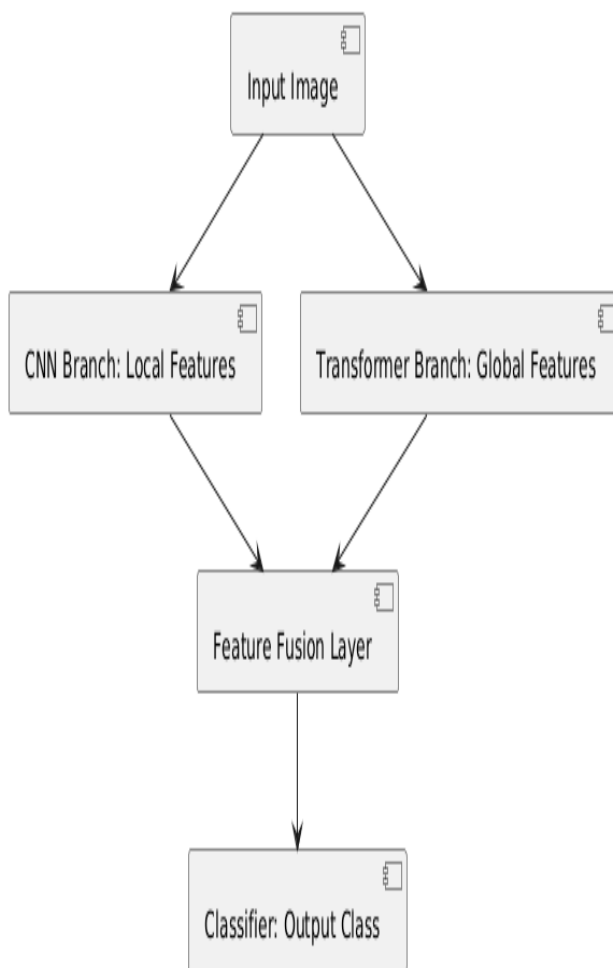 Input Image
CNN Branch: Local Features
Transformer Branch: Global Features
Feature Fusion Layer
Classifier: Output Class